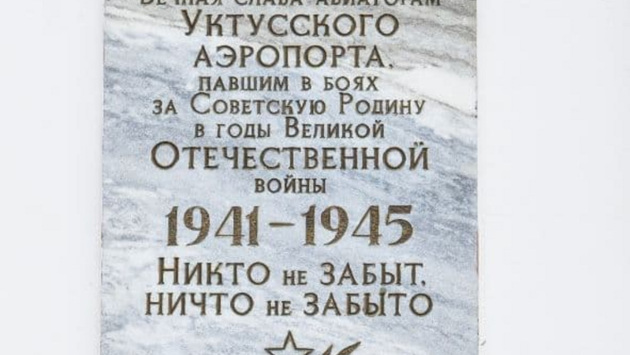 Вечная слава авиаторам
Уктусского
аэропорта,
павшим в боях
за Советскую Родину
в годы Великой
Отечественной
войны
1941-1945
Никто не забыт,
ничто не забыто